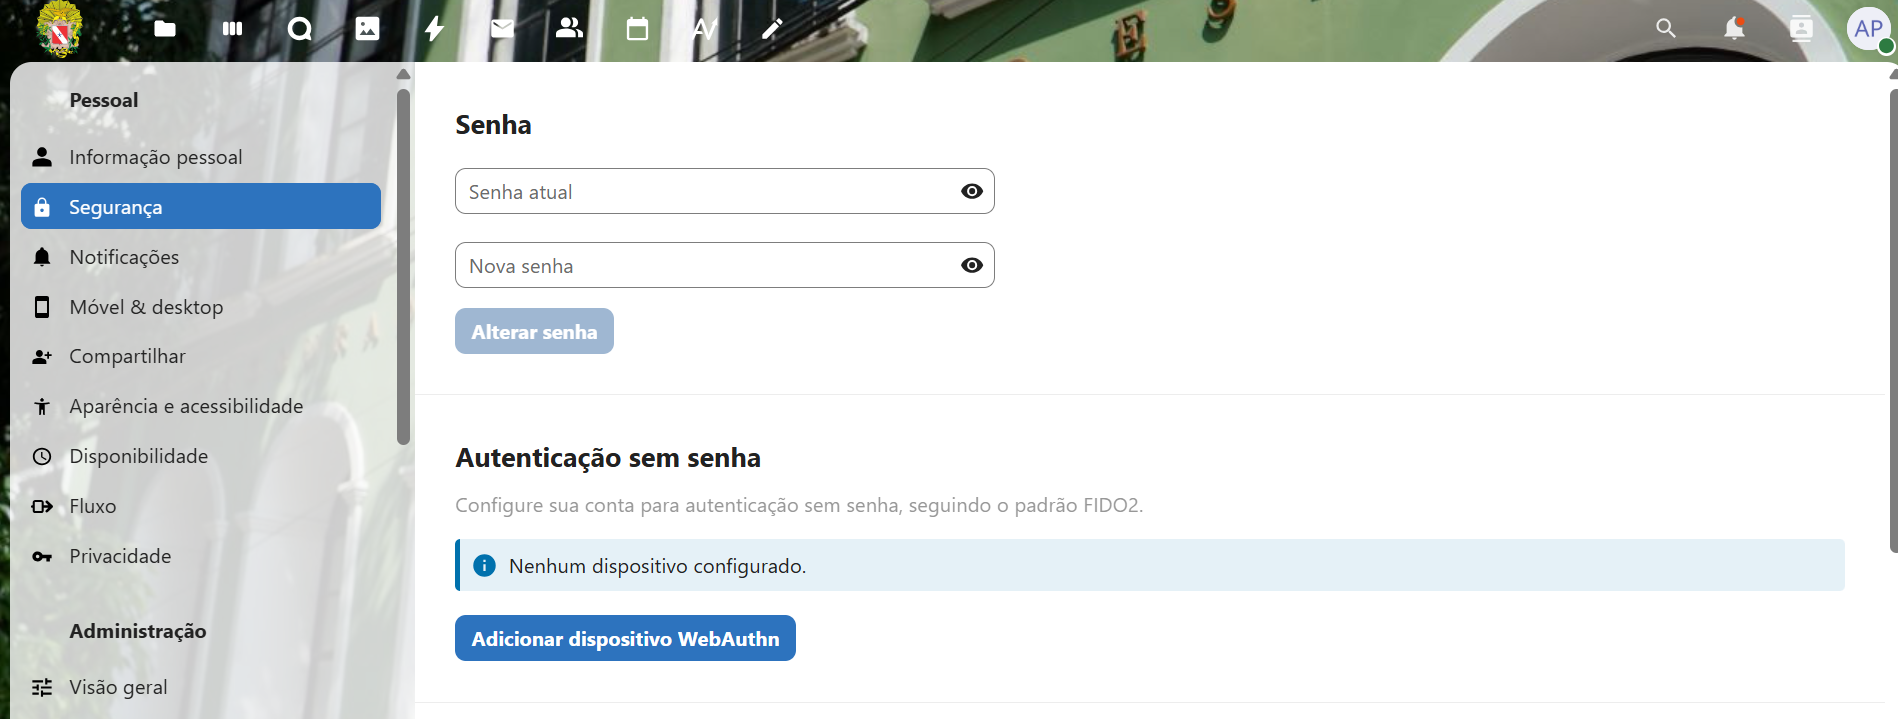 AP
Pessoal
Informação pessoal
Segurança
Notificações
Móvel & desktop
Compartilhar
Aparência e acessibilidade
Disponibilidade
Fluxo
Privacidade
Administração
Visão geral
Senha
Senha atual
Nova senha
Alterar senha
Autenticação sem senha
Configure sua conta para autenticação sem senha, seguindo o padrão FIDO2.
Nenhum dispositivo configurado.
Adicionar dispositivo WebAuthn